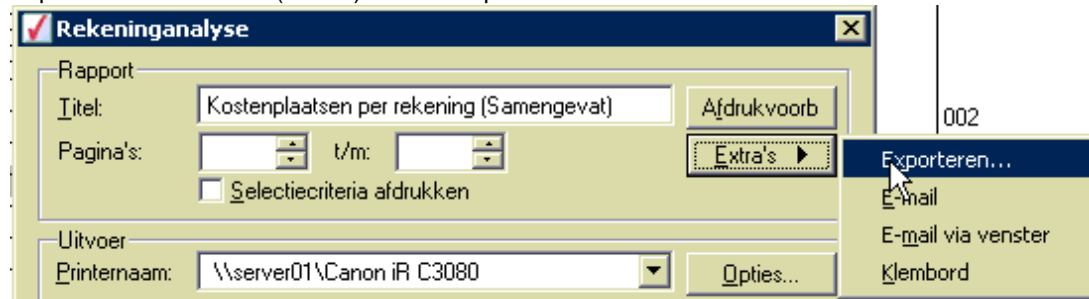 Rekeninganalyse
Rapport
Titel: Kostenplaatsen per rekening (Samengevat) Afdrukvoorb
002
Pagina's: t/m: Extra's
Exporteren...
Selectiecriteria afdrukken
E-mail
Uitvoer
E-mail via venster
Printernaam: \\server01\Canon iR C3080 Opties...
Klembord